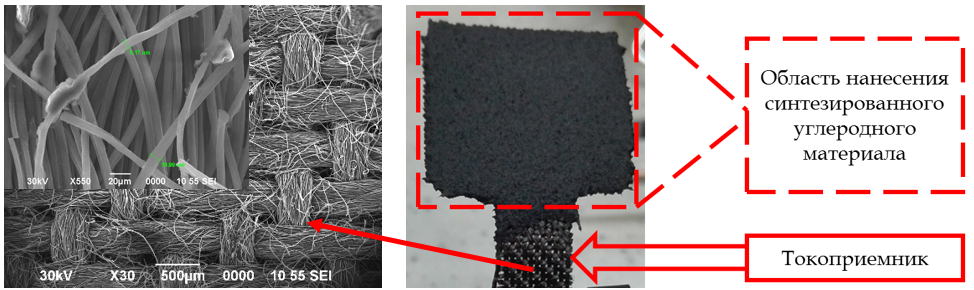 30kV X550 20µm 0000 10 55 SEI
30kV X30 500µm 0000 10 55 SEI
Область нанесения
синтезированного
углеродного
материала
Токоприемник